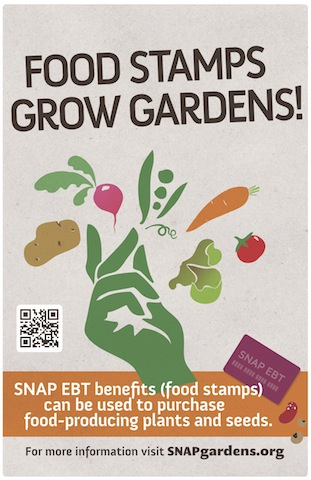 FOOD STAMPS
GROW GARDENS!
SNAP EBT
SNAP EBT benefits (food stamps)
can be used to purchase
food-producing plants and seeds.
For more information visit SNAPgardens.org